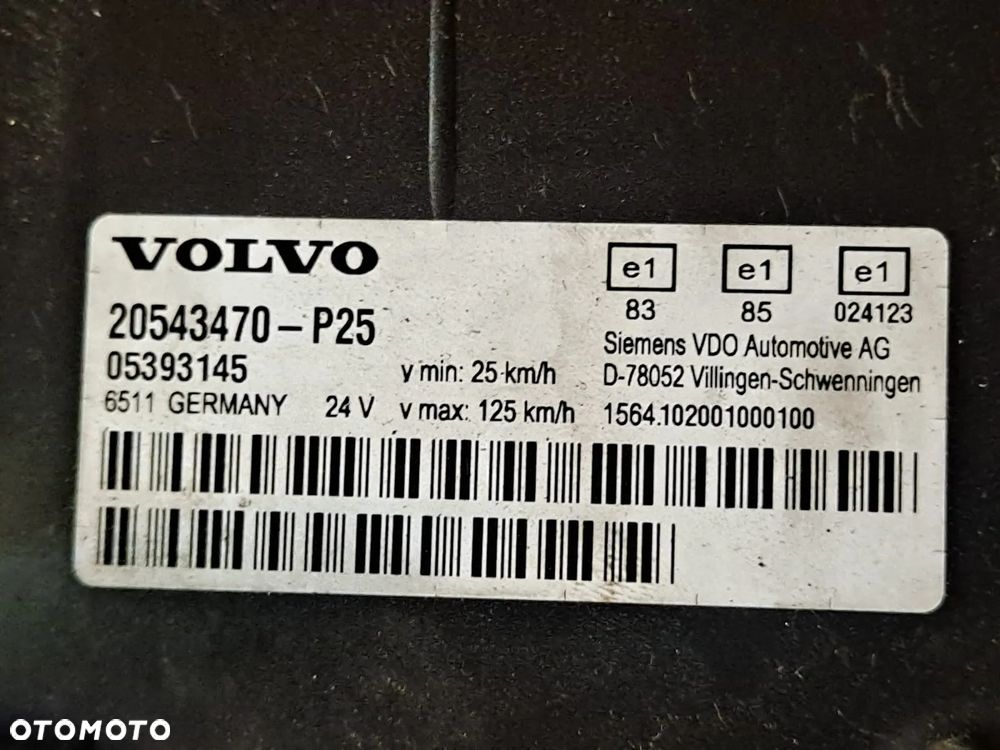 VOLVO
e1 e1 e1
83 85 024123
20543470-P25
Siemens VDO Automotive AG
05393145
v min: 25 km/h
D-78052 Villingen-Schwenningen
6511 GERMANY 24 V v max: 125 km/h
1564.102001000100
OTOMOTO